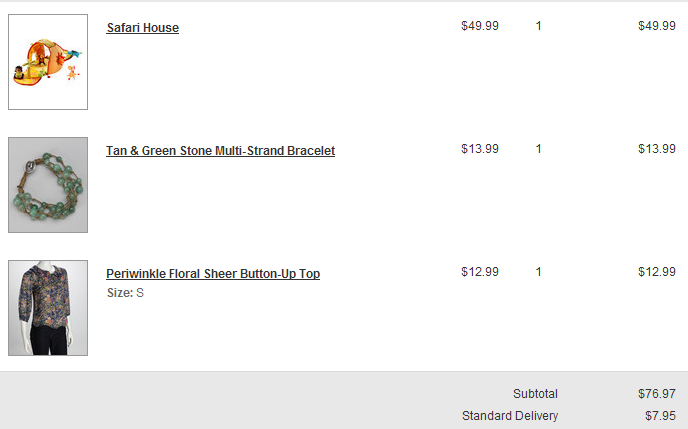 Safari House $49.99 1 $49.99
Tan & Green Stone Multi-Strand Bracelet $13.99 1 $13.99
Periwinkle Floral Sheer Button-Up Top $12.99 1 $12.99
Size: S
Subtotal $76.97
Standard Delivery $7.95